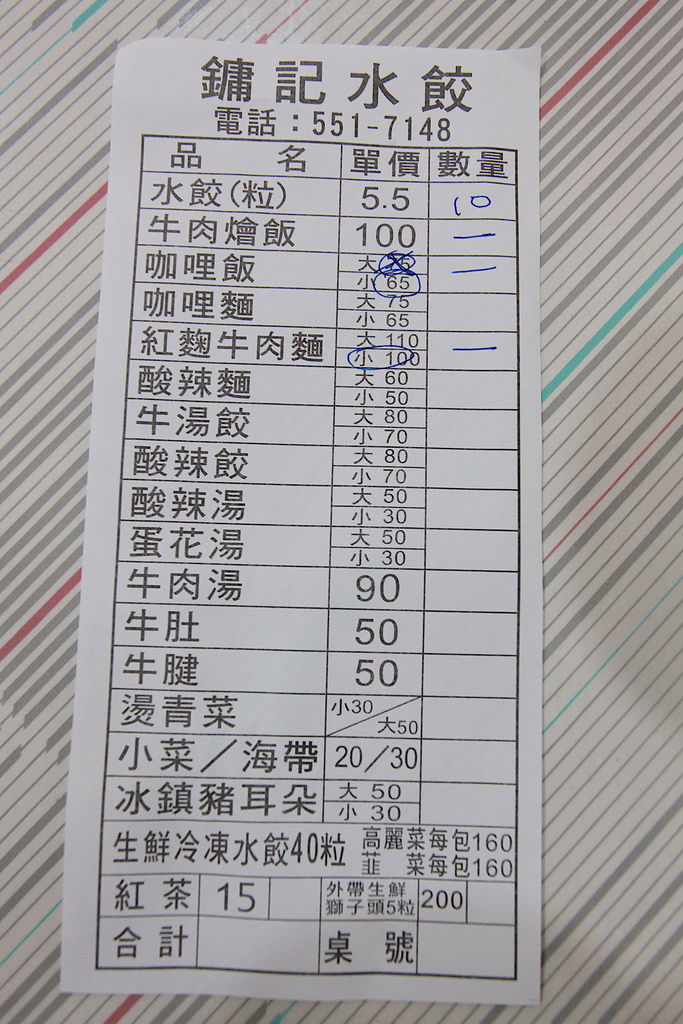 鏞記水餃
電話：551-7148
品 名 單價 數量
水餃(粒) 5.5 10
牛肉燴飯 100 一
咖哩飯 大 75 一
小 65
咖哩麵 大 75
小 65
紅麴牛肉麵 大 110 一
小 100
酸辣麵 大 60
小 50
牛湯餃 大 80
小 70
酸辣餃 大 80
小 70
酸辣湯 大 50
小 30
蛋花湯 大 50
小 30
牛肉湯 90
牛肚 50
牛腱 50
燙青菜 小30
大50
小菜／海帶 20／30
冰鎮豬耳朵 大 50
小 30
生鮮冷凍水餃40粒 高麗菜每包160
韮 菜每包160
紅茶 15 外帶生鮮 200
獅子頭5粒
合計 桌 號